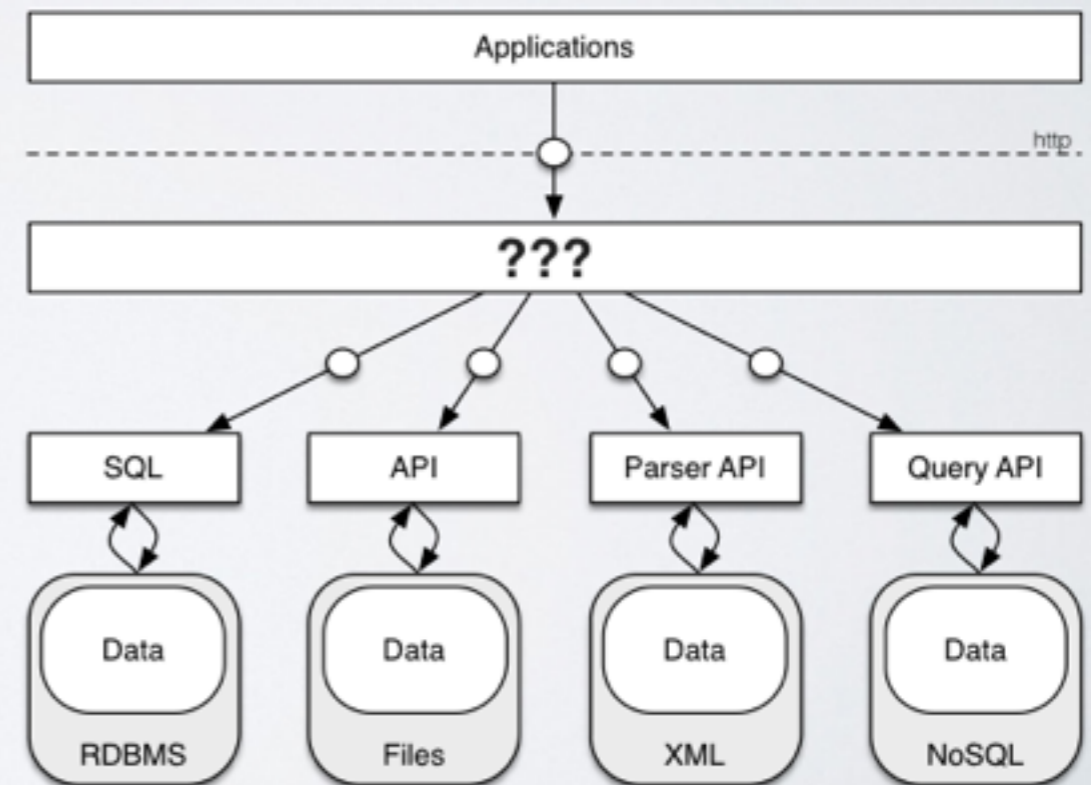 Applications
http
???
SQL
API
Parser API
Query API
Data
Data
Data
Data
RDBMS
Files
XML
NoSQL